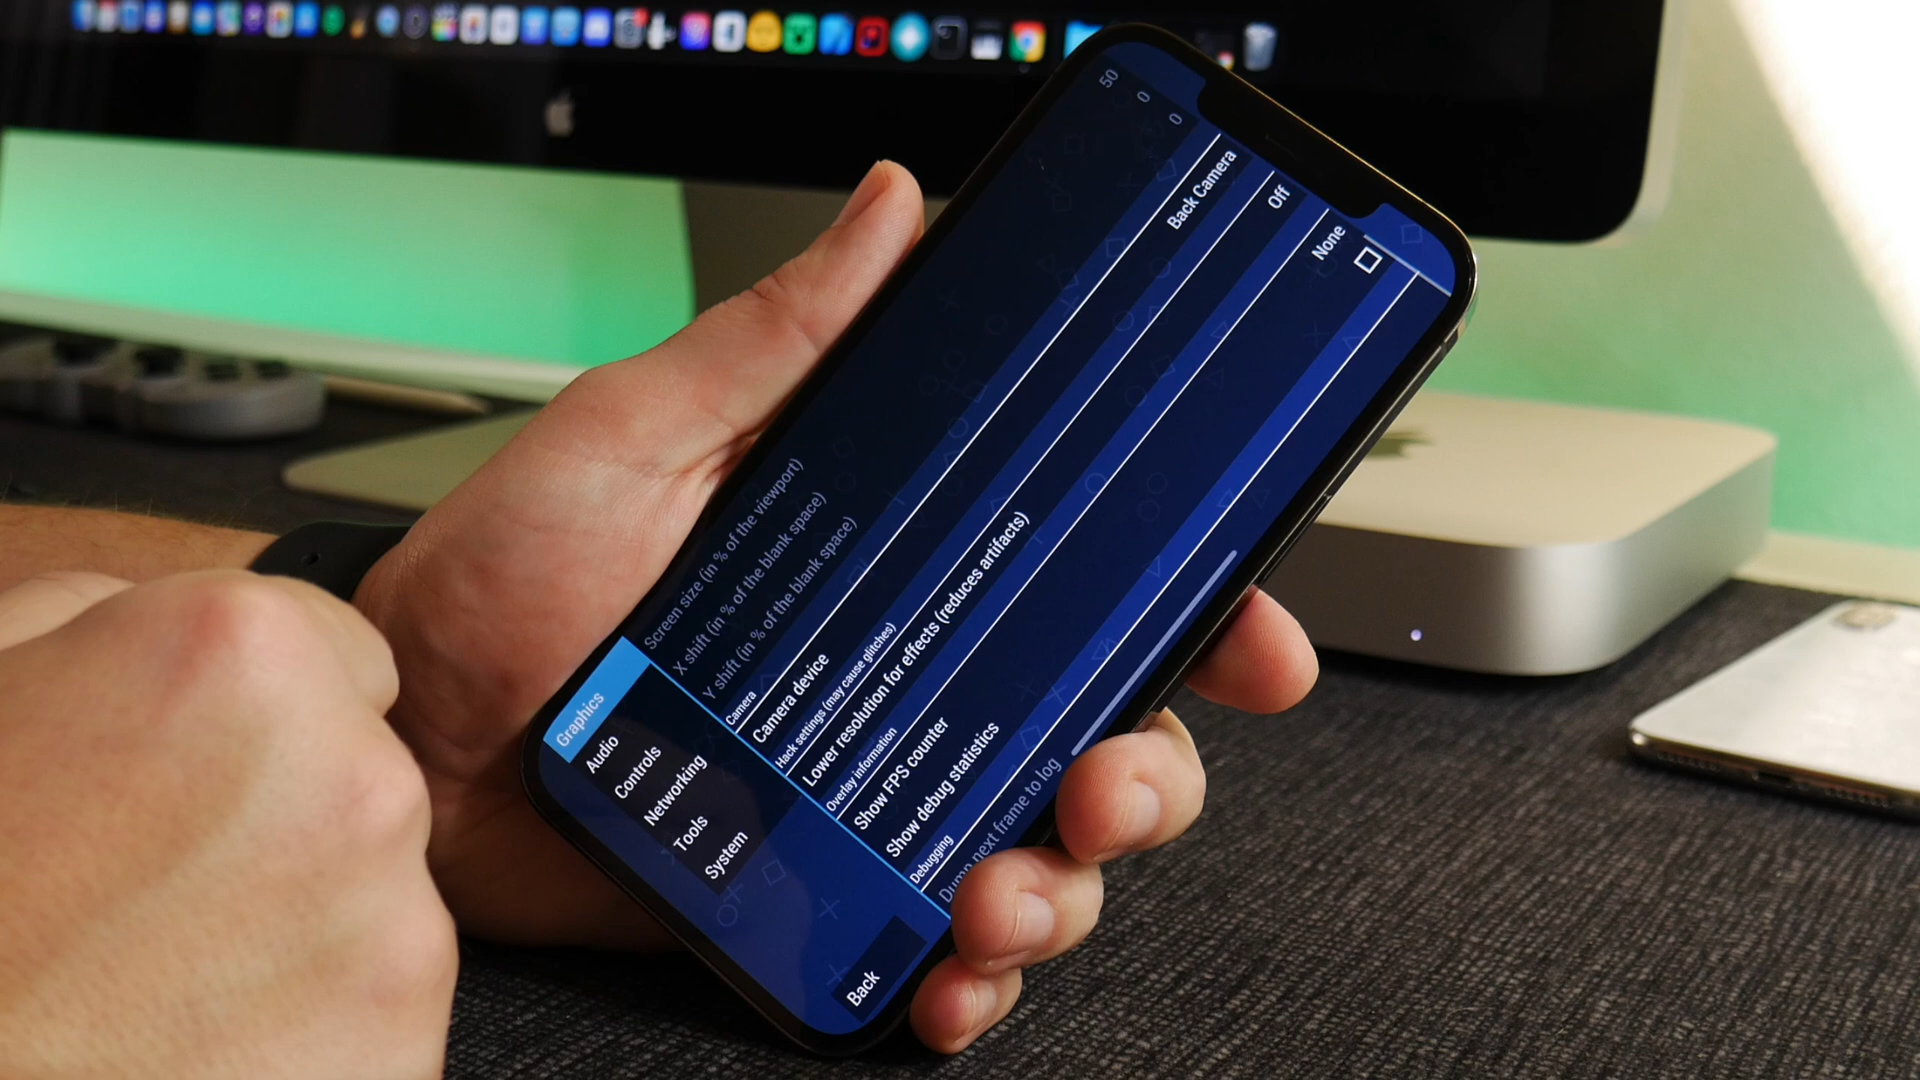 Graphics
Audio
Controls
Networking
Tools
System
Back
Screen size (in % of the viewport) 50
X shift (in % of the blank space) 0
Y shift (in % of the blank space) 0
Camera
Camera device Back Camera
Hack settings (may cause glitches)
Lower resolution for effects (reduces artifacts) Off
Overlay information
Show FPS counter None
Show debug statistics
Debugging
Dump next frame to log